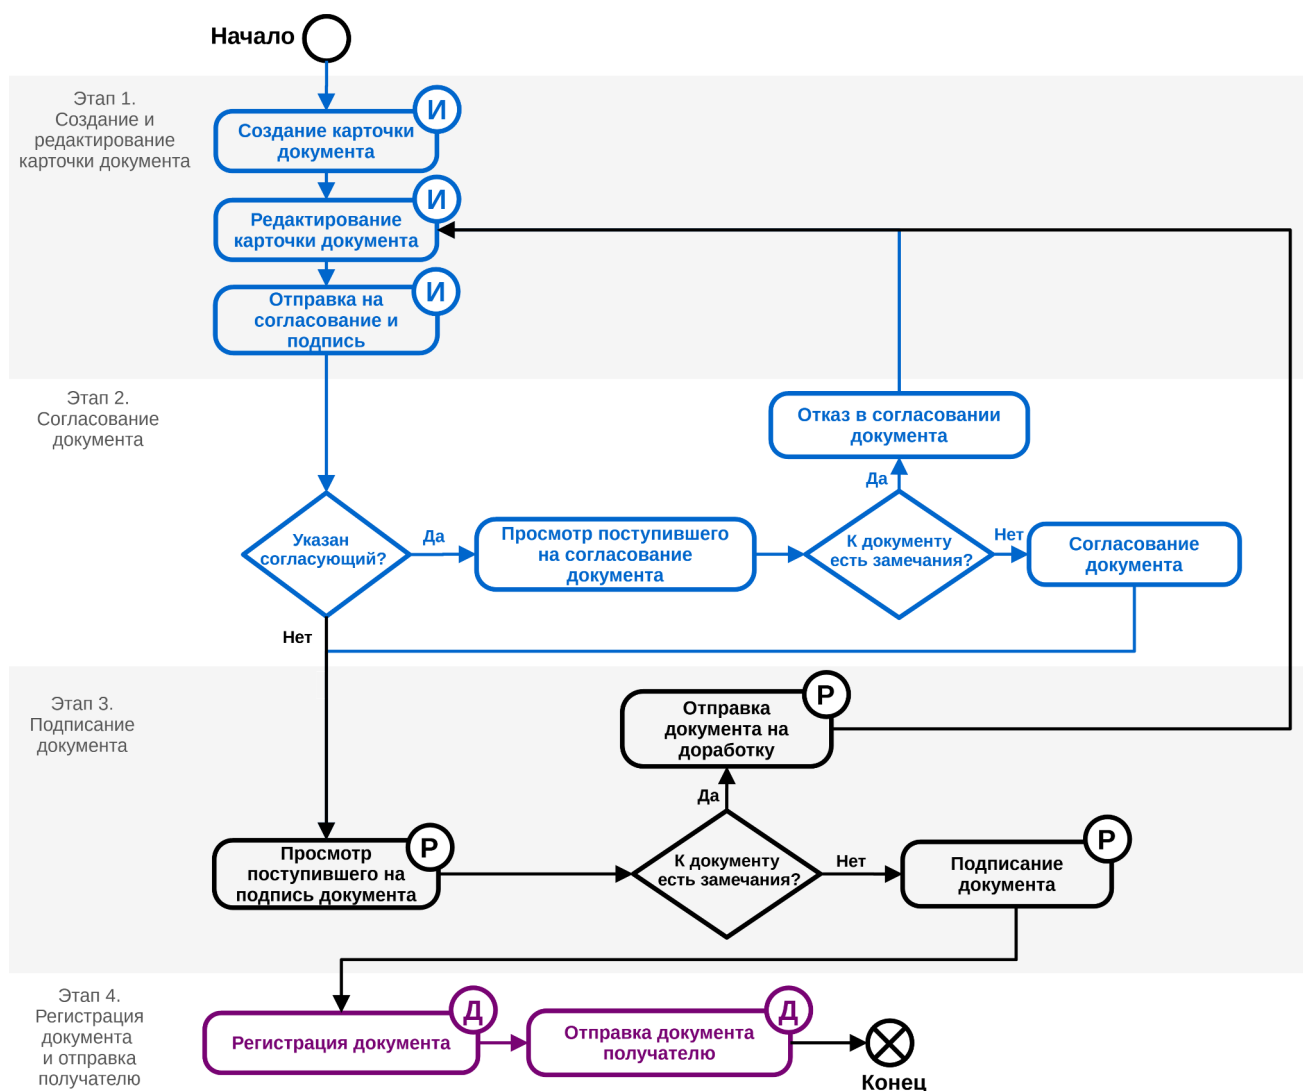 Начало
Этап 1.
Создание и
редактирование
карточки документа
И
Создание карточки
документа
И
Редактирование
карточки документа
И
Отправка на
согласование и
подпись
Этап 2.
Согласование
документа
Отказ в согласовании
документа
Да
Указан
согласующий?
Да
Просмотр поступившего
на согласование
документа
К документу
есть замечания?
Нет
Согласование
документа
Нет
Этап 3.
Подписание
документа
Р
Отправка
документа на
доработку
Да
Р
Просмотр
поступившего на
подпись документа
К документу
есть замечания?
Нет
Р
Подписание
документа
Этап 4.
Регистрация
документа
и отправка
получателю
Д
Регистрация документа
Д
Отправка документа
получателю
Конец